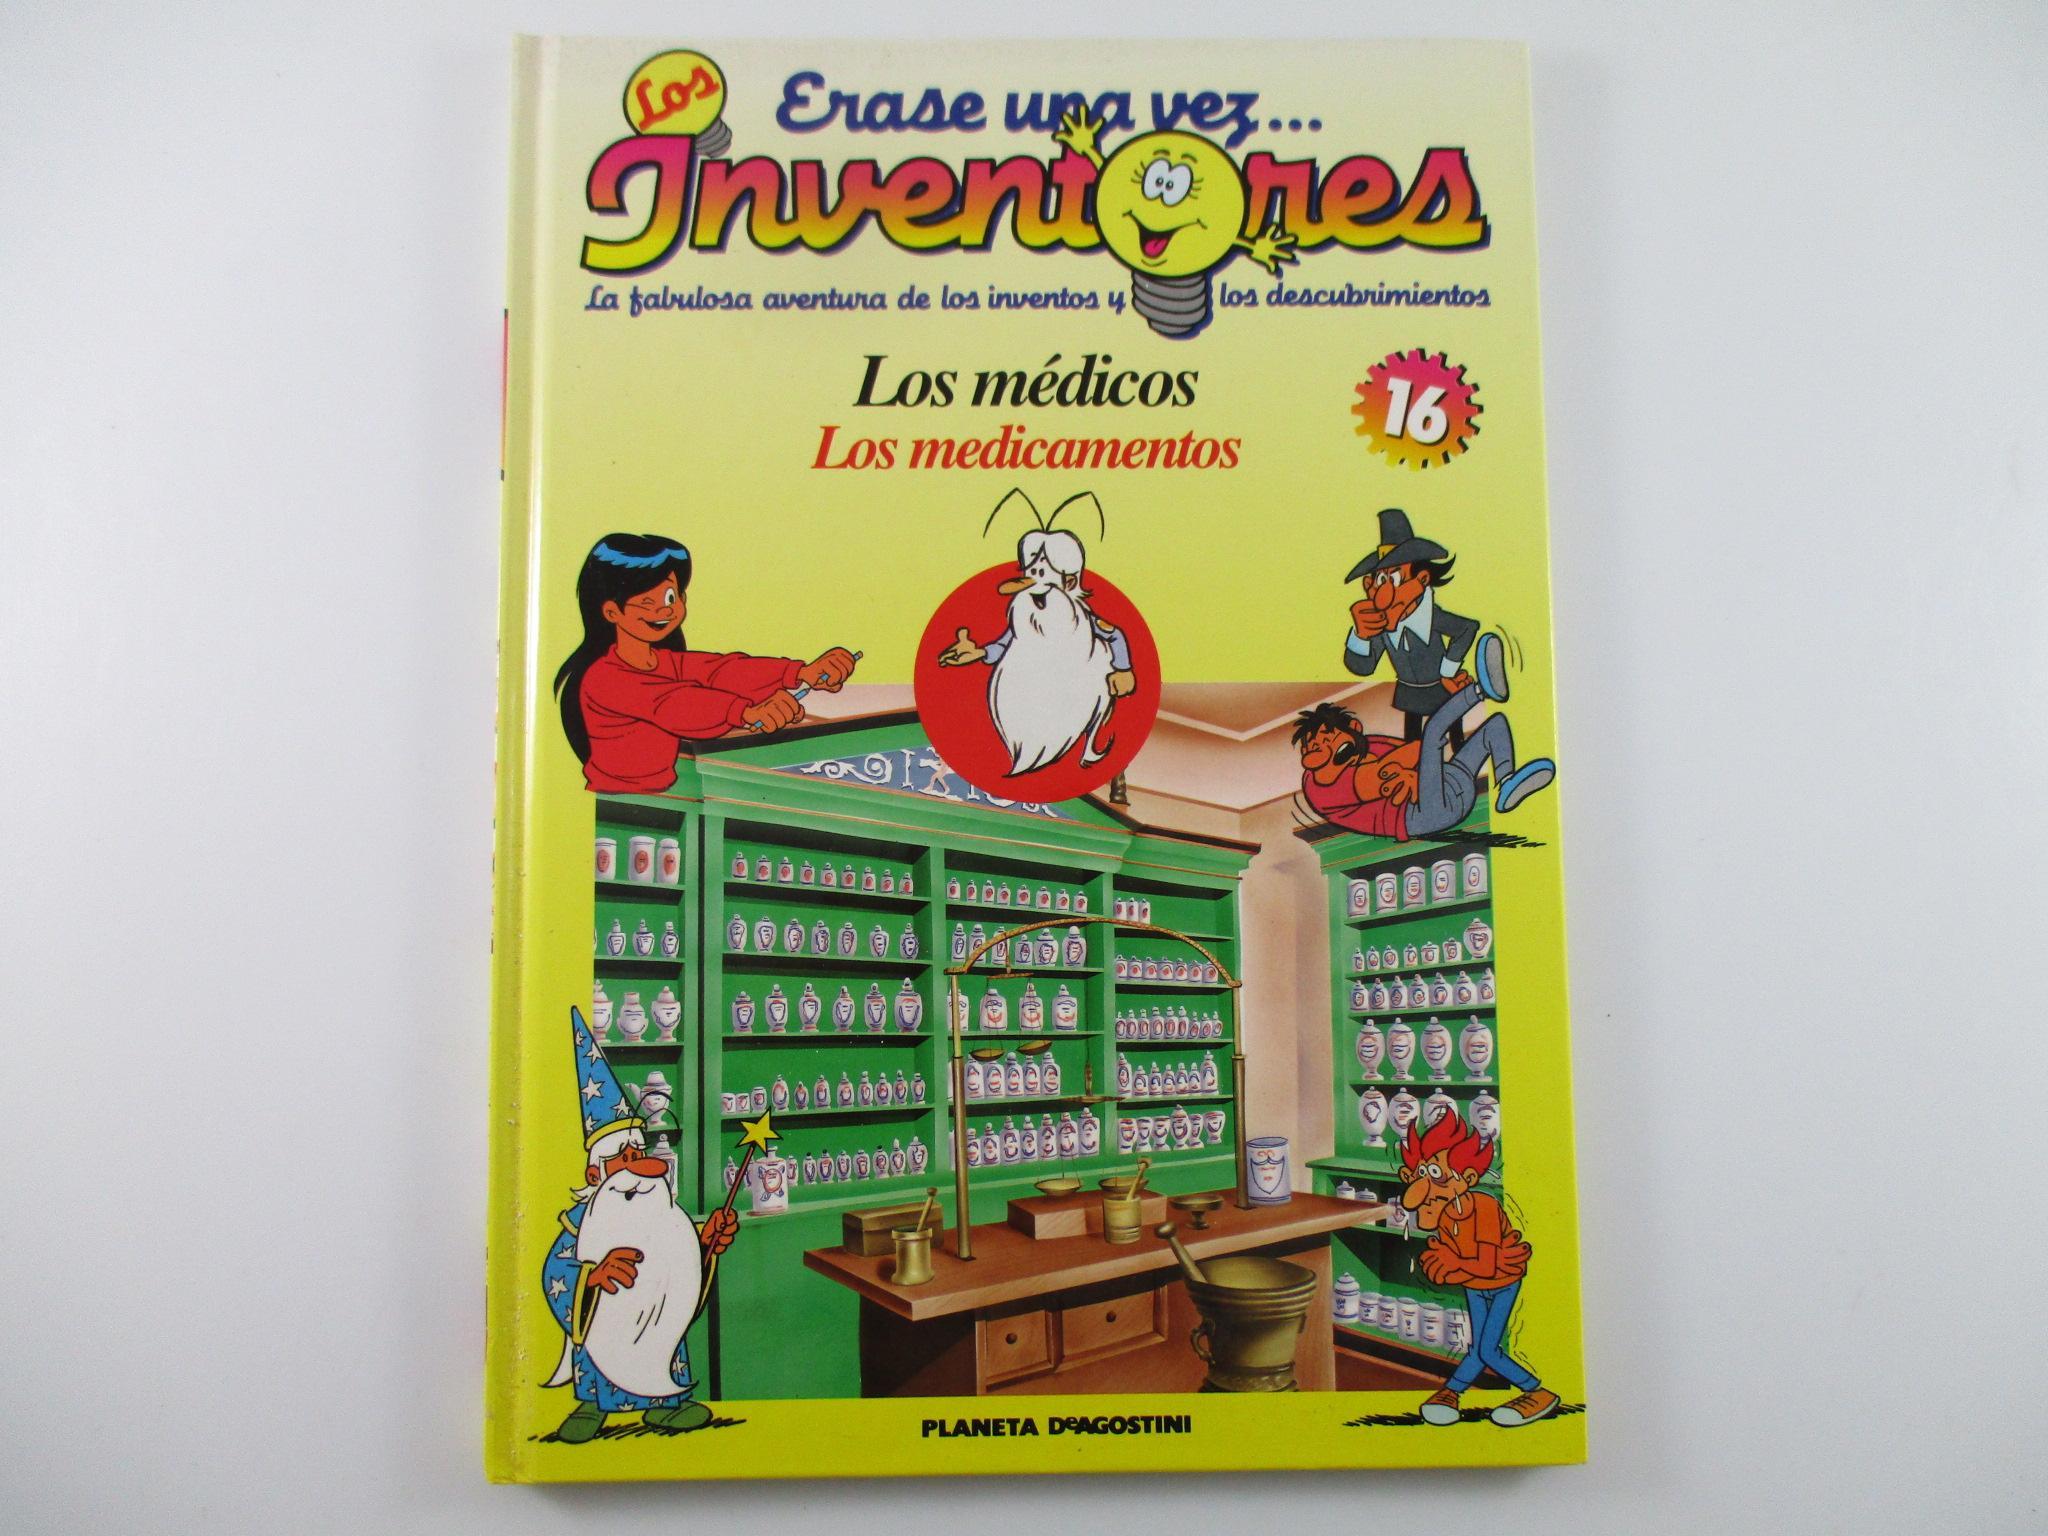 Erase una vez...
Los
Inventores
La fabulosa aventura de los inventos y los descubrimientos
Los médicos
16
Los medicamentos
PLANETA DeAGOSTINI